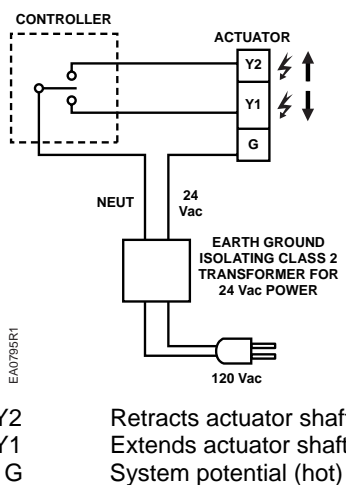 CONTROLLER
ACTUATOR
Y2
Y1
G
NEUT
24
Vac
EARTH GROUND
ISOLATING CLASS 2
TRANSFORMER FOR
24 Vac POWER
EA0795R1
120 Vac
Y2 Retracts actuator shaft
Y1 Extends actuator shaft
G System potential (hot)